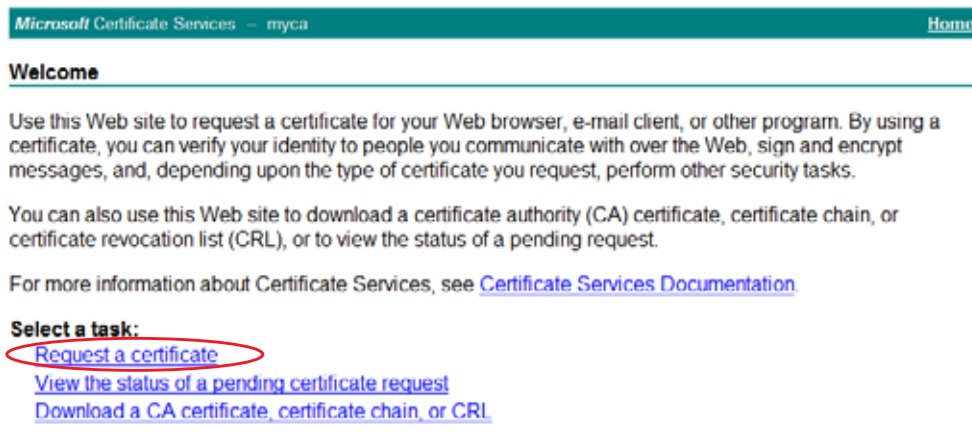 Microsoft Certificate Services -- myca Home
Welcome
Use this Web site to request a certificate for your Web browser, e-mail client, or other program. By using a
certificate, you can verify your identity to people you communicate with over the Web, sign and encrypt
messages, and, depending upon the type of certificate you request, perform other security tasks.
You can also use this Web site to download a certificate authority (CA) certificate, certificate chain, or
certificate revocation list (CRL), or to view the status of a pending request.
For more information about Certificate Services, see Certificate Services Documentation.
Select a task:
Request a certificate
View the status of a pending certificate request
Download a CA certificate, certificate chain, or CRL